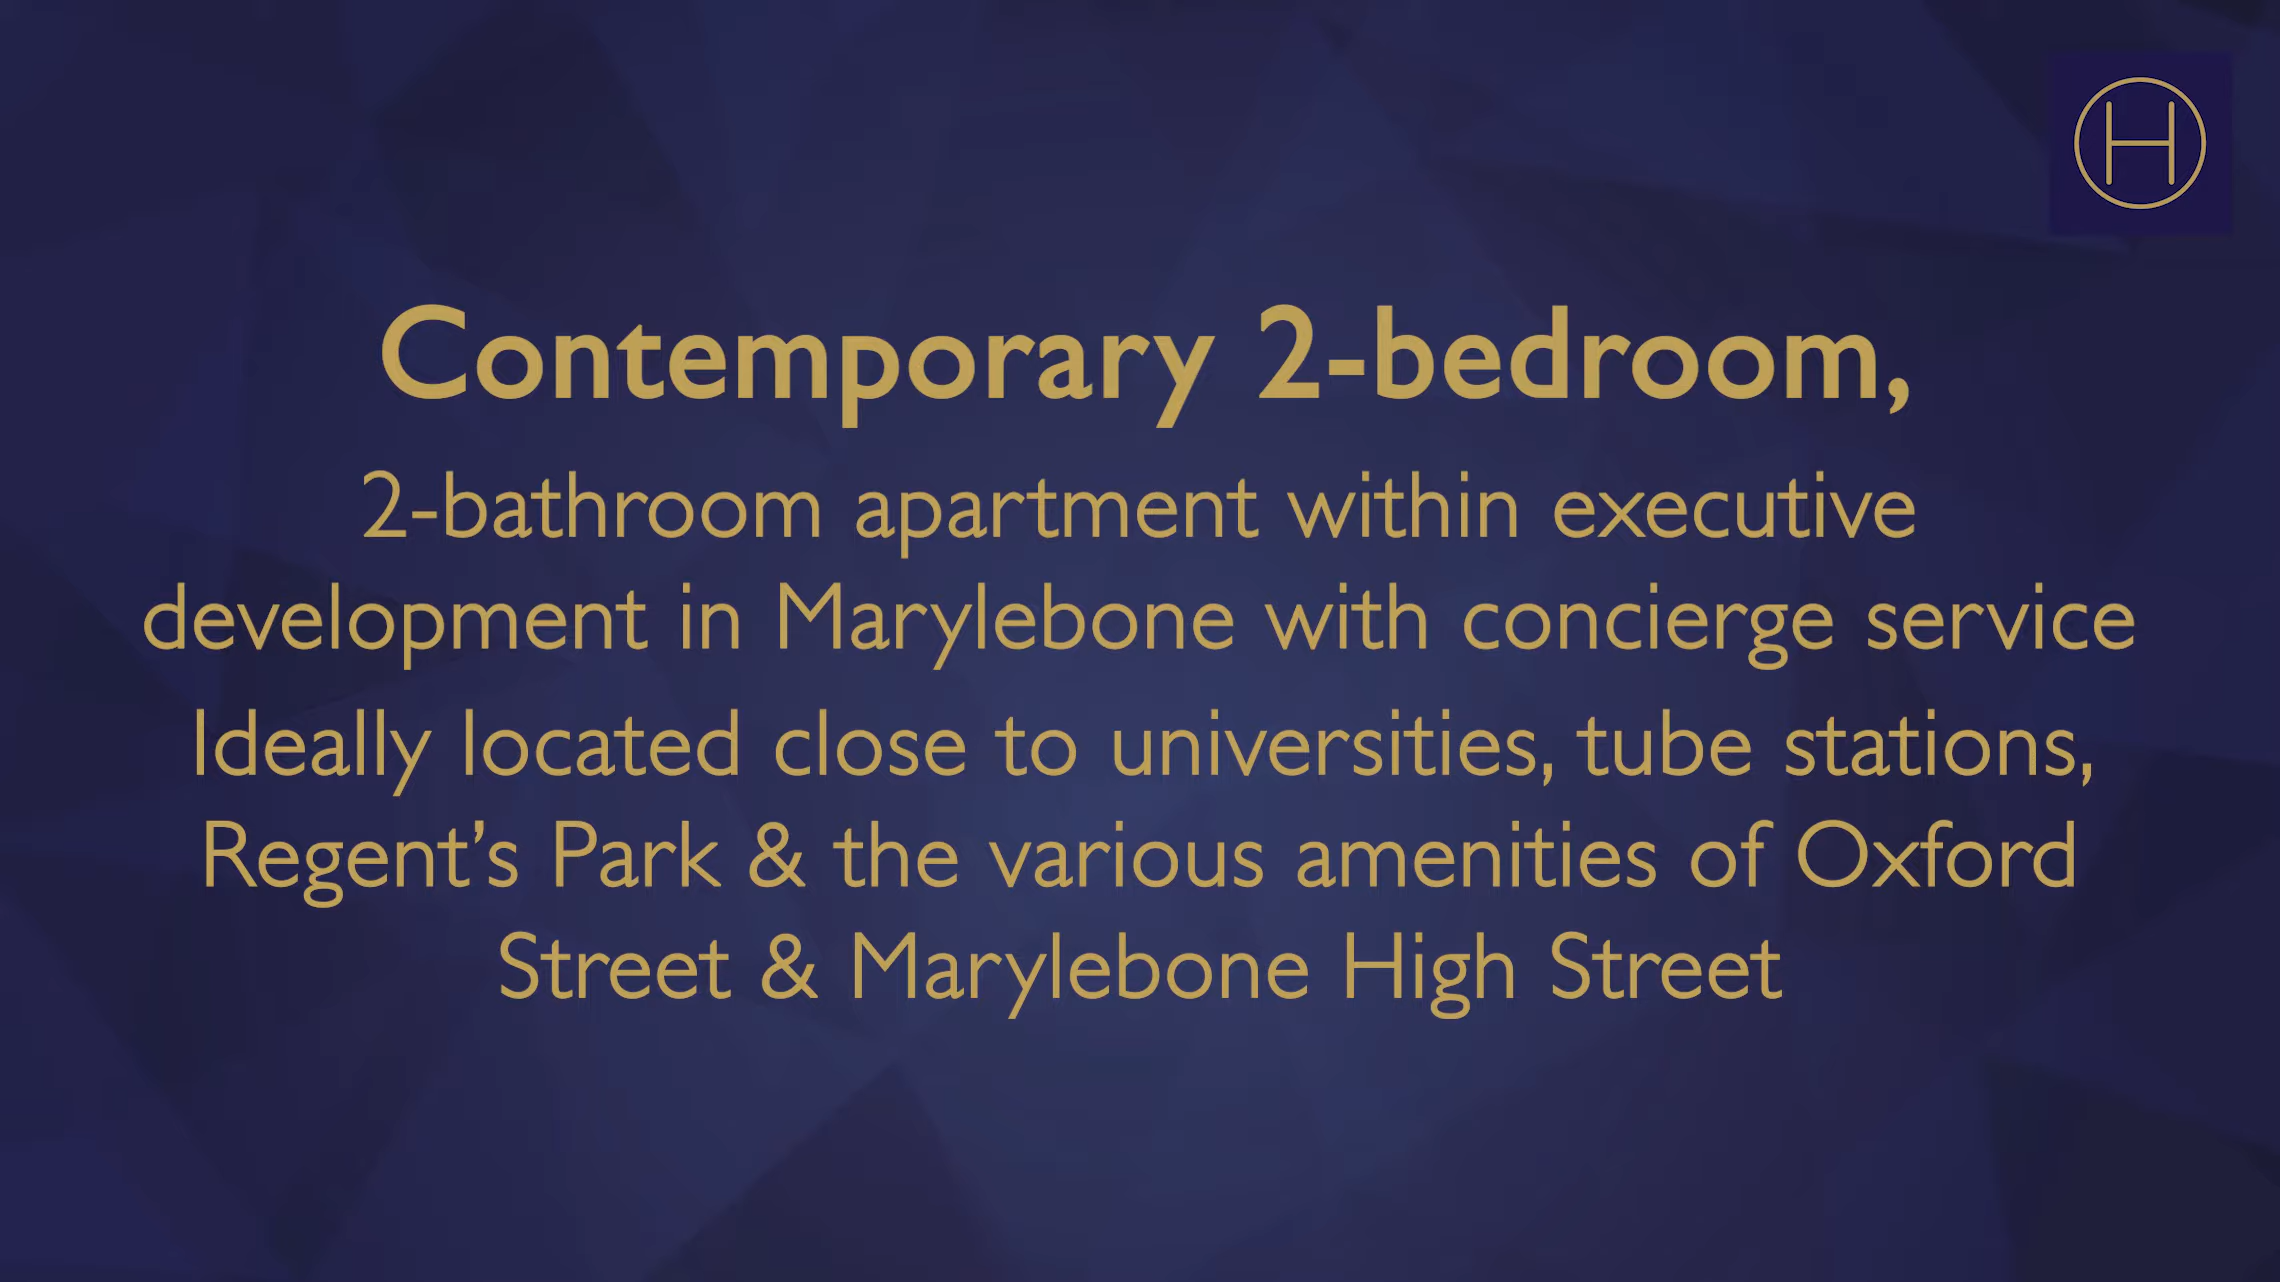 H
Contemporary 2-bedroom,
2-bathroom apartment within executive
development in Marylebone with concierge service
Ideally located close to universities, tube stations,
Regent’s Park & the various amenities of Oxford
Street & Marylebone High Street